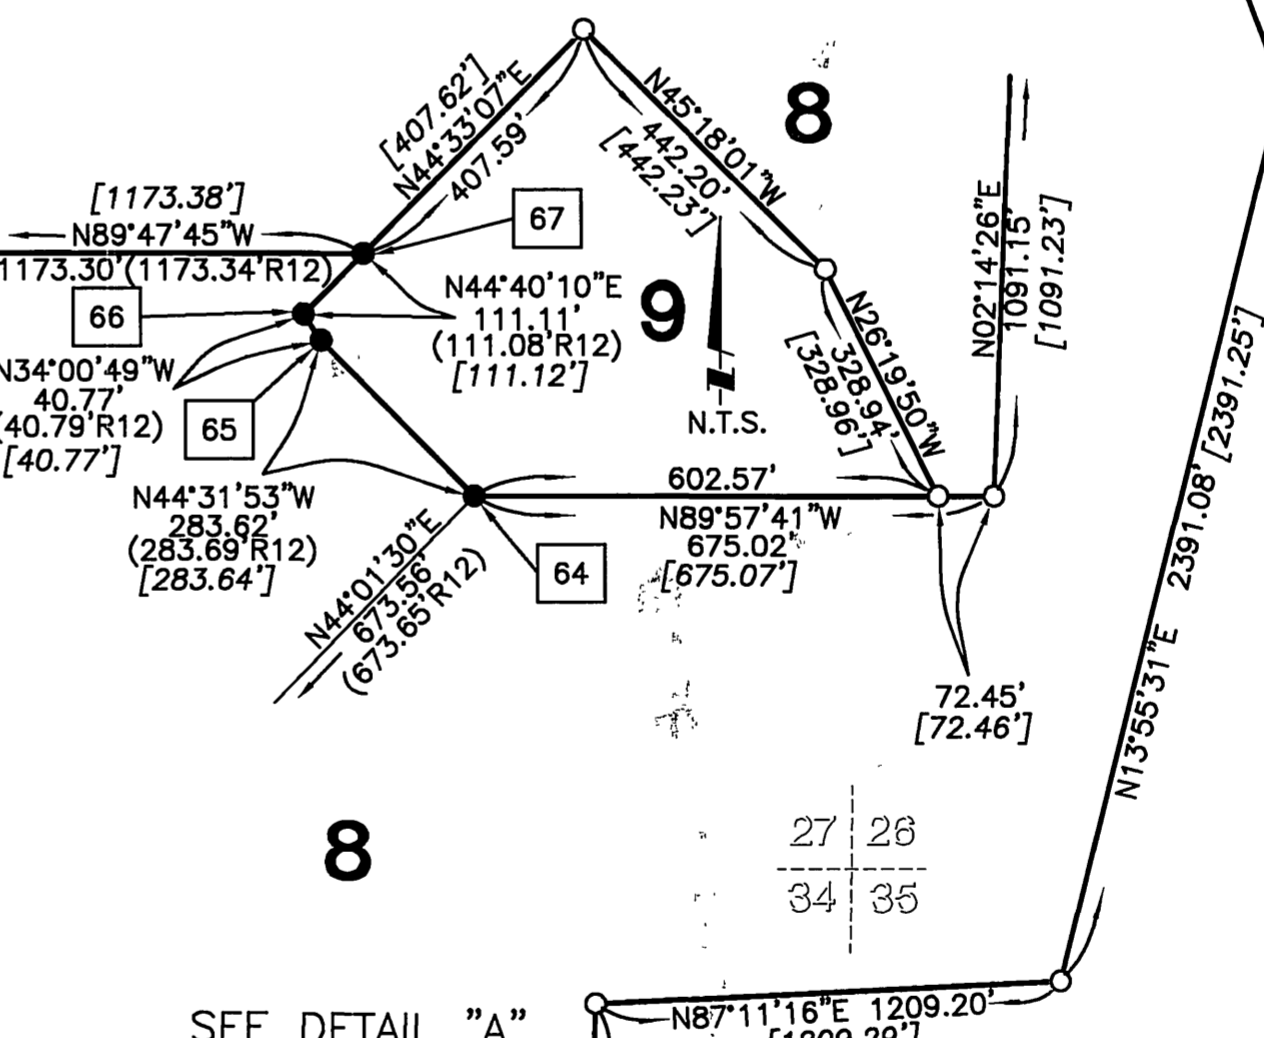 [407.62']
N44°33'07"E
407.59'
N45°18'01"W
442.20'
[442.23']
8
[1173.38']
N89°47'45"W
1173.30'(1173.34'R12)
67
66
N44°40'10"E
111.11'
(111.08'R12)
[111.12']
9
N.T.S.
N26°19'50"W
328.94'
[328.96']
N02°14'26"E
1091.15'
[1091.23']
N34°00'49"W
40.77'
(40.79'R12)
[40.77']
65
N44°31'53"W
283.62'
(283.69'R12)
[283.64']
602.57'
N89°57'41"W
675.02'
[675.07']
64
N44°01'30"E
673.56'
(673.65'R12)
72.45'
[72.46']
N13°55'31"E 2391.08' [2391.25']
8
27 26
34 35
N87°11'16"E 1209.20'
[1209.29']
SEE DETAIL "A"